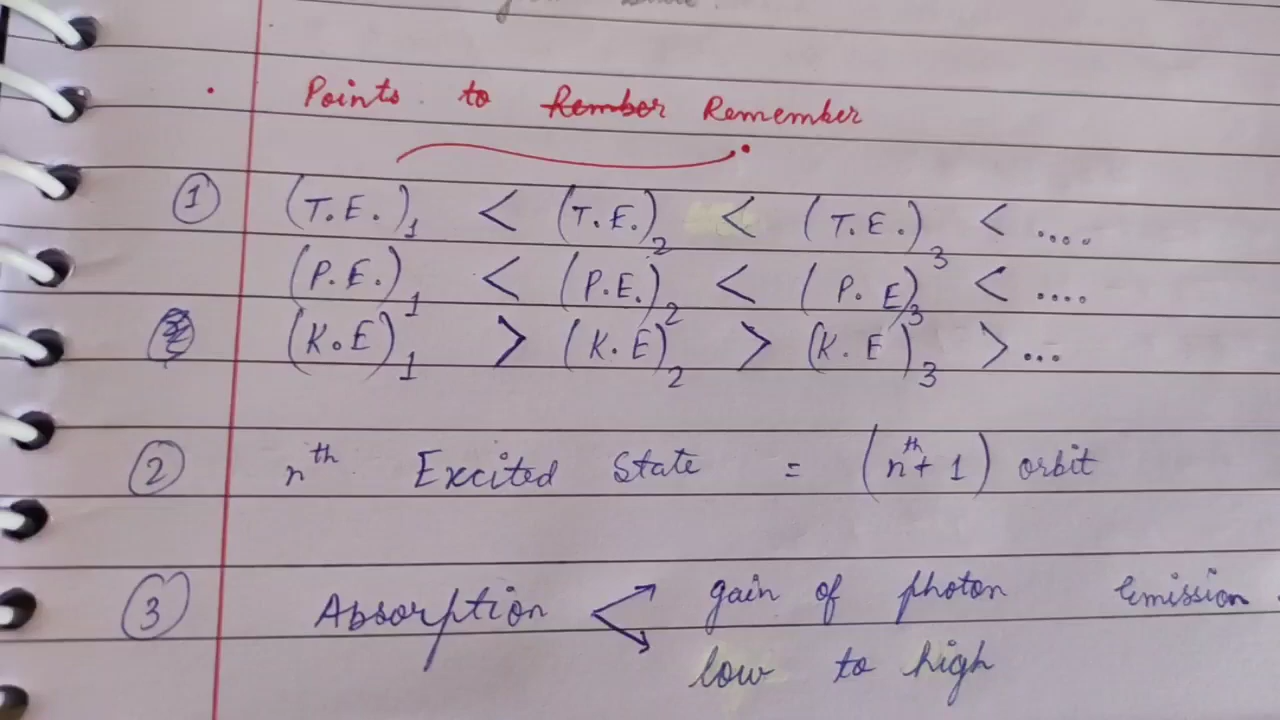 Points to Remember
① (T.E.)₁ < (T.E.)₂ < (T.E.)₃ < ....
(P.E.)₁ < (P.E.)₂ < (P.E)₃ < ....
(K.E)₁ > (K.E)₂ > (K.E)₃ > ...
② nᵗʰ Excited State = (nᵗʰ + 1) orbit
③ Absorption gain of photon Emission
low to high